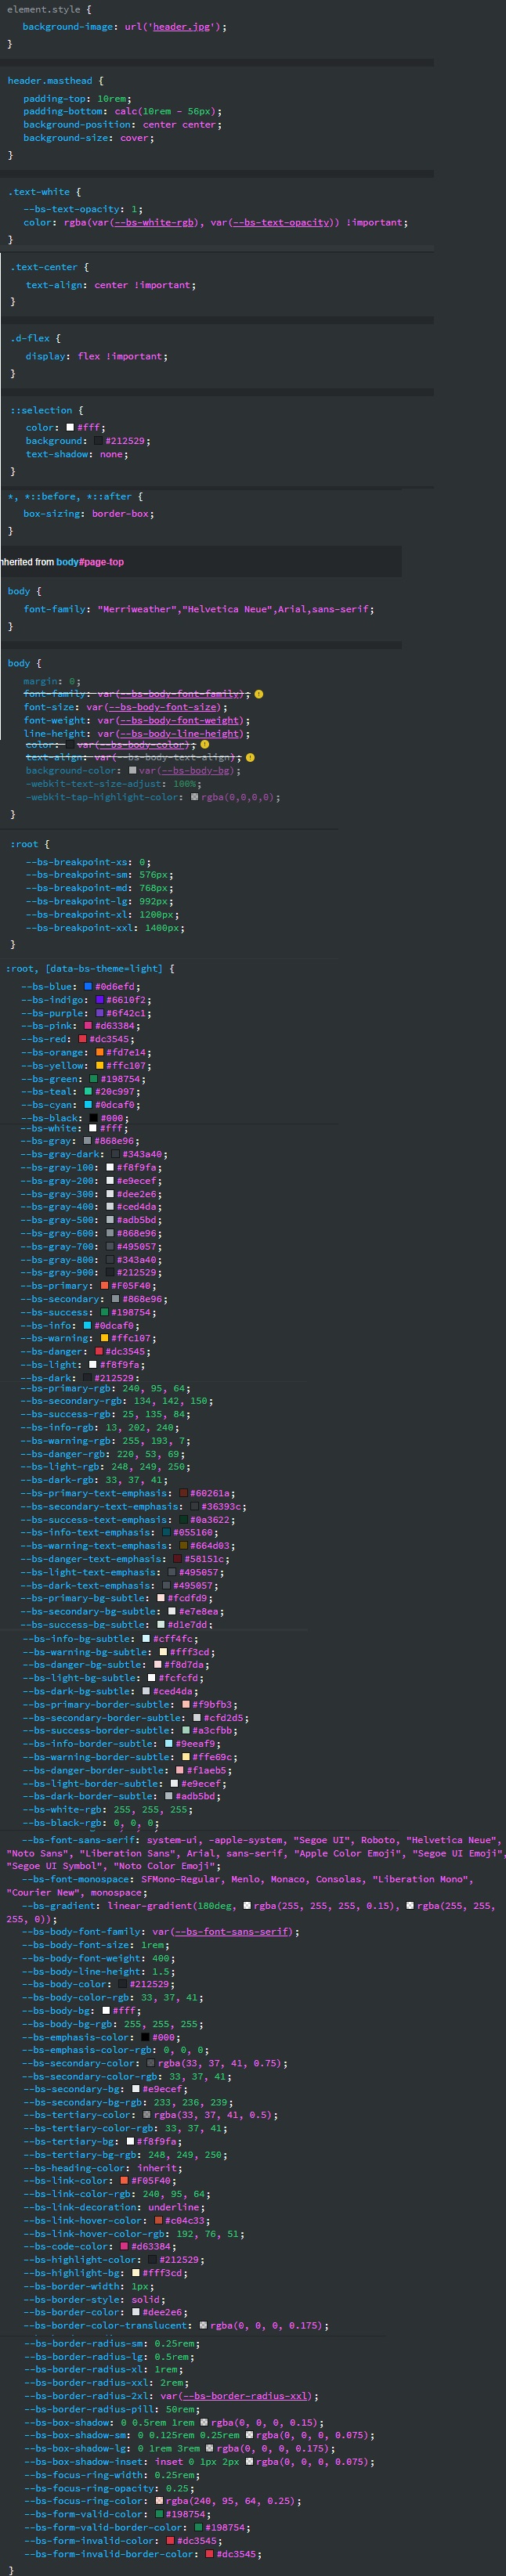 element.style {
background-image: url('header.jpg');
}
header.masthead {
padding-top: 10rem;
padding-bottom: calc(10rem - 56px);
background-position: center center;
background-size: cover;
}
.text-white {
--bs-text-opacity: 1;
color: rgba(var(--bs-white-rgb), var(--bs-text-opacity)) !important;
}
.text-center {
text-align: center !important;
}
.d-flex {
display: flex !important;
}
::selection {
color: #fff;
background: #212529;
text-shadow: none;
}
*, *::before, *::after {
box-sizing: border-box;
}
nherited from body#page-top
body {
font-family: "Merriweather","Helvetica Neue",Arial,sans-serif;
}
body {
margin: 0;
font-family: var(--bs-body-font-family);
font-size: var(--bs-body-font-size);
font-weight: var(--bs-body-font-weight);
line-height: var(--bs-body-line-height);
color: var(--bs-body-color);
text-align: var(--bs-body-text-align);
background-color: var(--bs-body-bg);
-webkit-text-size-adjust: 100%;
-webkit-tap-highlight-color: rgba(0,0,0,0);
}
:root {
--bs-breakpoint-xs: 0;
--bs-breakpoint-sm: 576px;
--bs-breakpoint-md: 768px;
--bs-breakpoint-lg: 992px;
--bs-breakpoint-xl: 1200px;
--bs-breakpoint-xxl: 1400px;
}
:root, [data-bs-theme=light] {
--bs-blue: #0d6efd;
--bs-indigo: #6610f2;
--bs-purple: #6f42c1;
--bs-pink: #d63384;
--bs-red: #dc3545;
--bs-orange: #fd7e14;
--bs-yellow: #ffc107;
--bs-green: #198754;
--bs-teal: #20c997;
--bs-cyan: #0dcaf0;
--bs-black: #000;
--bs-white: #fff;
--bs-gray: #868e96;
--bs-gray-dark: #343a40;
--bs-gray-100: #f8f9fa;
--bs-gray-200: #e9ecef;
--bs-gray-300: #dee2e6;
--bs-gray-400: #ced4da;
--bs-gray-500: #adb5bd;
--bs-gray-600: #868e96;
--bs-gray-700: #495057;
--bs-gray-800: #343a40;
--bs-gray-900: #212529;
--bs-primary: #F05F40;
--bs-secondary: #868e96;
--bs-success: #198754;
--bs-info: #0dcaf0;
--bs-warning: #ffc107;
--bs-danger: #dc3545;
--bs-light: #f8f9fa;
--bs-dark: #212529;
--bs-primary-rgb: 240, 95, 64;
--bs-secondary-rgb: 134, 142, 150;
--bs-success-rgb: 25, 135, 84;
--bs-info-rgb: 13, 202, 240;
--bs-warning-rgb: 255, 193, 7;
--bs-danger-rgb: 220, 53, 69;
--bs-light-rgb: 248, 249, 250;
--bs-dark-rgb: 33, 37, 41;
--bs-primary-text-emphasis: #60261a;
--bs-secondary-text-emphasis: #36393c;
--bs-success-text-emphasis: #0a3622;
--bs-info-text-emphasis: #055160;
--bs-warning-text-emphasis: #664d03;
--bs-danger-text-emphasis: #58151c;
--bs-light-text-emphasis: #495057;
--bs-dark-text-emphasis: #495057;
--bs-primary-bg-subtle: #fcdfd9;
--bs-secondary-bg-subtle: #e7e8ea;
--bs-success-bg-subtle: #d1e7dd;
--bs-info-bg-subtle: #cff4fc;
--bs-warning-bg-subtle: #fff3cd;
--bs-danger-bg-subtle: #f8d7da;
--bs-light-bg-subtle: #fcfcfd;
--bs-dark-bg-subtle: #ced4da;
--bs-primary-border-subtle: #f9bfb3;
--bs-secondary-border-subtle: #cfd2d5;
--bs-success-border-subtle: #a3cfbb;
--bs-info-border-subtle: #9eeaf9;
--bs-warning-border-subtle: #ffe69c;
--bs-danger-border-subtle: #f1aeb5;
--bs-light-border-subtle: #e9ecef;
--bs-dark-border-subtle: #adb5bd;
--bs-white-rgb: 255, 255, 255;
--bs-black-rgb: 0, 0, 0;
--bs-font-sans-serif: system-ui, -apple-system, "Segoe UI", Roboto, "Helvetica Neue",
"Noto Sans", "Liberation Sans", Arial, sans-serif, "Apple Color Emoji", "Segoe UI Emoji",
"Segoe UI Symbol", "Noto Color Emoji";
--bs-font-monospace: SFMono-Regular, Menlo, Monaco, Consolas, "Liberation Mono",
"Courier New", monospace;
--bs-gradient: linear-gradient(180deg, rgba(255, 255, 255, 0.15), rgba(255, 255,
255, 0));
--bs-body-font-family: var(--bs-font-sans-serif);
--bs-body-font-size: 1rem;
--bs-body-font-weight: 400;
--bs-body-line-height: 1.5;
--bs-body-color: #212529;
--bs-body-color-rgb: 33, 37, 41;
--bs-body-bg: #fff;
--bs-body-bg-rgb: 255, 255, 255;
--bs-emphasis-color: #000;
--bs-emphasis-color-rgb: 0, 0, 0;
--bs-secondary-color: rgba(33, 37, 41, 0.75);
--bs-secondary-color-rgb: 33, 37, 41;
--bs-secondary-bg: #e9ecef;
--bs-secondary-bg-rgb: 233, 236, 239;
--bs-tertiary-color: rgba(33, 37, 41, 0.5);
--bs-tertiary-color-rgb: 33, 37, 41;
--bs-tertiary-bg: #f8f9fa;
--bs-tertiary-bg-rgb: 248, 249, 250;
--bs-heading-color: inherit;
--bs-link-color: #F05F40;
--bs-link-color-rgb: 240, 95, 64;
--bs-link-decoration: underline;
--bs-link-hover-color: #c04c33;
--bs-link-hover-color-rgb: 192, 76, 51;
--bs-code-color: #d63384;
--bs-highlight-color: #212529;
--bs-highlight-bg: #fff3cd;
--bs-border-width: 1px;
--bs-border-style: solid;
--bs-border-color: #dee2e6;
--bs-border-color-translucent: rgba(0, 0, 0, 0.175);
--bs-border-radius-sm: 0.25rem;
--bs-border-radius-lg: 0.5rem;
--bs-border-radius-xl: 1rem;
--bs-border-radius-xxl: 2rem;
--bs-border-radius-2xl: var(--bs-border-radius-xxl);
--bs-border-radius-pill: 50rem;
--bs-box-shadow: 0 0.5rem 1rem rgba(0, 0, 0, 0.15);
--bs-box-shadow-sm: 0 0.125rem 0.25rem rgba(0, 0, 0, 0.075);
--bs-box-shadow-lg: 0 1rem 3rem rgba(0, 0, 0, 0.175);
--bs-box-shadow-inset: inset 0 1px 2px rgba(0, 0, 0, 0.075);
--bs-focus-ring-width: 0.25rem;
--bs-focus-ring-opacity: 0.25;
--bs-focus-ring-color: rgba(240, 95, 64, 0.25);
--bs-form-valid-color: #198754;
--bs-form-valid-border-color: #198754;
--bs-form-invalid-color: #dc3545;
--bs-form-invalid-border-color: #dc3545;
}